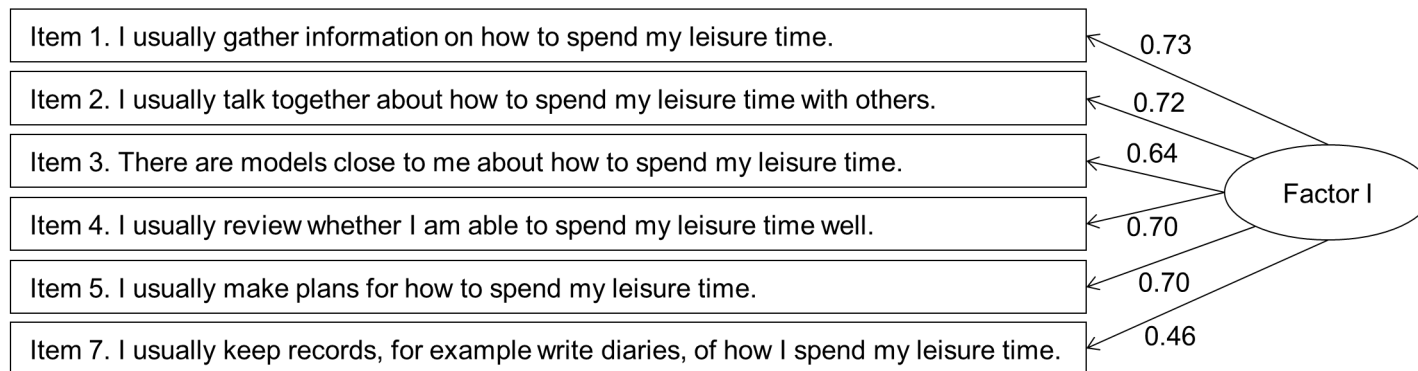 Item 1. I usually gather information on how to spend my leisure time.
0.73
Item 2. I usually talk together about how to spend my leisure time with others.
0.72
Item 3. There are models close to me about how to spend my leisure time.
0.64
Factor I
Item 4. I usually review whether I am able to spend my leisure time well.
0.70
Item 5. I usually make plans for how to spend my leisure time.
0.70
Item 7. I usually keep records, for example write diaries, of how I spend my leisure time.
0.46